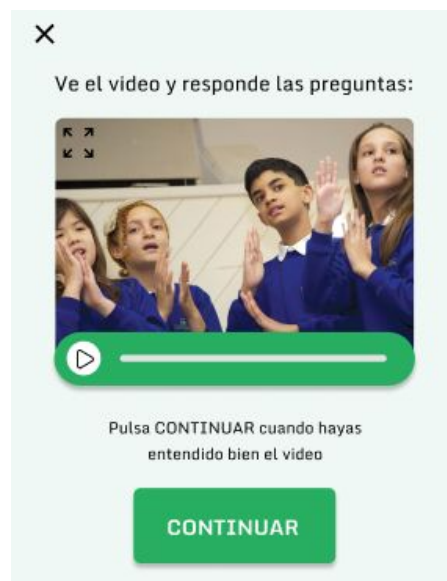 Ve el video y responde las preguntas:
Pulsa CONTINUAR cuando hayas
entendido bien el video
CONTINUAR